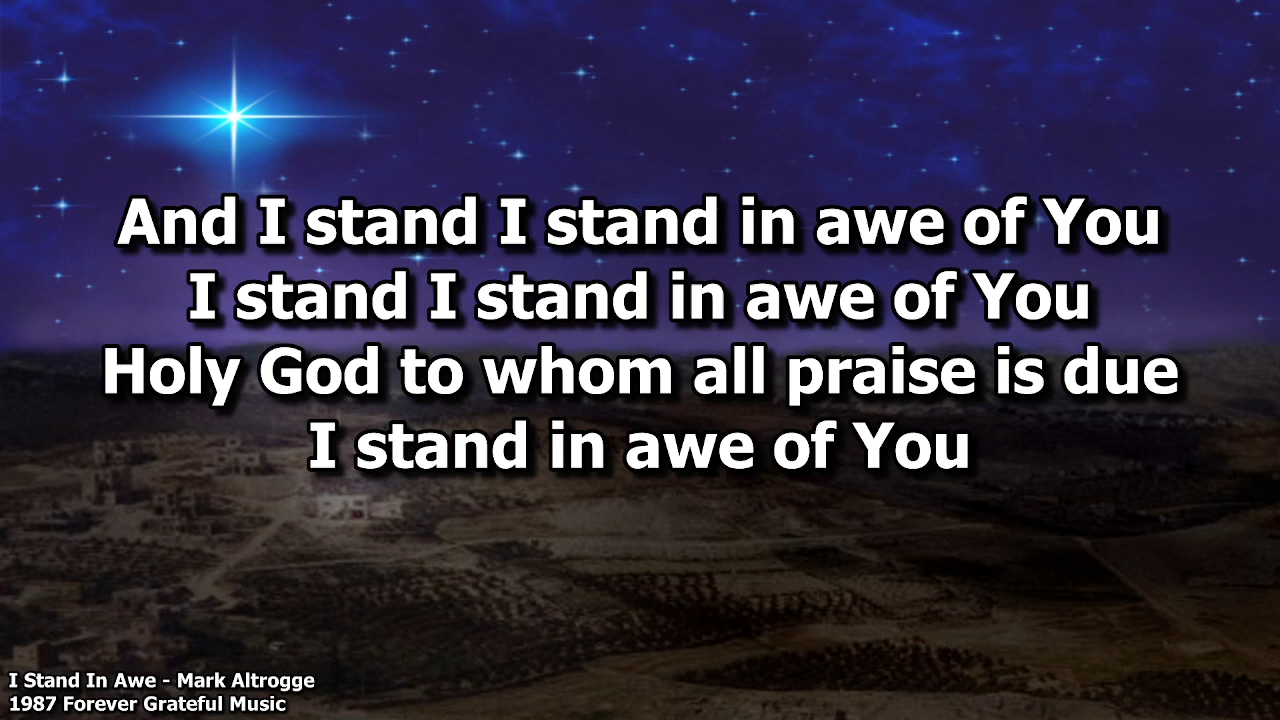 And I stand I stand in awe of You
I stand I stand in awe of You
Holy God to whom all praise is due
I stand in awe of You
I Stand In Awe - Mark Altrogge
1987 Forever Grateful Music